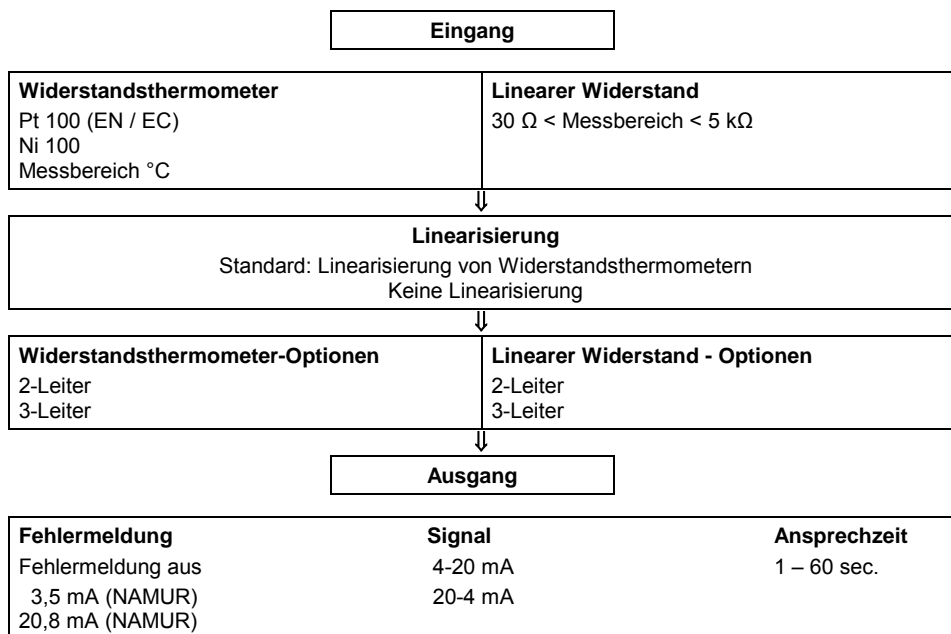 Eingang
Widerstandsthermometer
Pt 100 (EN / EC)
Ni 100
Messbereich °C
Linearer Widerstand
30 Ω < Messbereich < 5 kΩ
⇓
Linearisierung
Standard: Linearisierung von Widerstandsthermometern
Keine Linearisierung
⇓
Widerstandsthermometer-Optionen
2-Leiter
3-Leiter
Linearer Widerstand - Optionen
2-Leiter
3-Leiter
⇓
Ausgang
Fehlermeldung
Fehlermeldung aus
3,5 mA (NAMUR)
20,8 mA (NAMUR)
Signal
4-20 mA
20-4 mA
Ansprechzeit
1 – 60 sec.